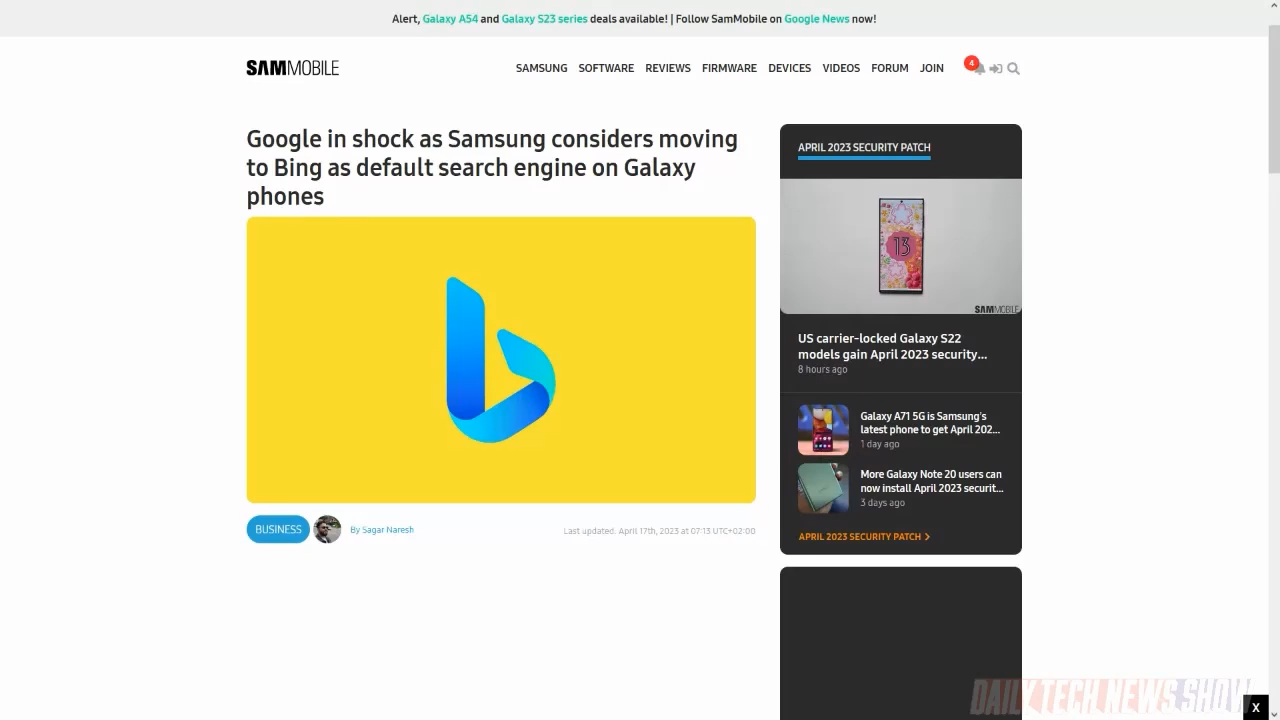 Alert, Galaxy A54 and Galaxy S23 series deals available! | Follow SamMobile on Google News now!
SAMMOBILE
SAMSUNG SOFTWARE REVIEWS FIRMWARE DEVICES VIDEOS FORUM JOIN
4
Google in shock as Samsung considers moving
to Bing as default search engine on Galaxy
phones
BUSINESS
By Sagar Naresh
Last updated: April 17th, 2023 at 07:13 UTC+02:00
APRIL 2023 SECURITY PATCH
13
SAMMOBILE
US carrier-locked Galaxy S22
models gain April 2023 security...
8 hours ago
Galaxy A71 5G is Samsung's
latest phone to get April 202...
1 day ago
More Galaxy Note 20 users can
now install April 2023 securit...
3 days ago
APRIL 2023 SECURITY PATCH >
DAILY TECH NEWS SHOW
X